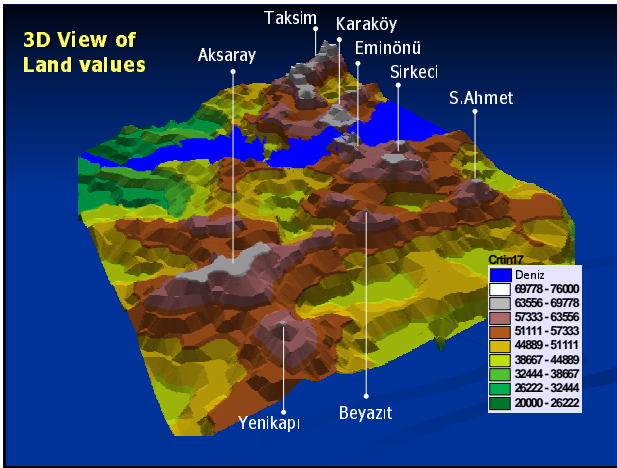 3D View of
Land values
Taksim
Karaköy
Eminönü
Sirkeci
Aksaray
S.Ahmet
Yenikapı
Beyazıt
Crtin17
Deniz
69778 - 76000
63556 - 69778
57333 - 63556
51111 - 57333
44889 - 51111
38667 - 44889
32444 - 38667
26222 - 32444
20000 - 26222